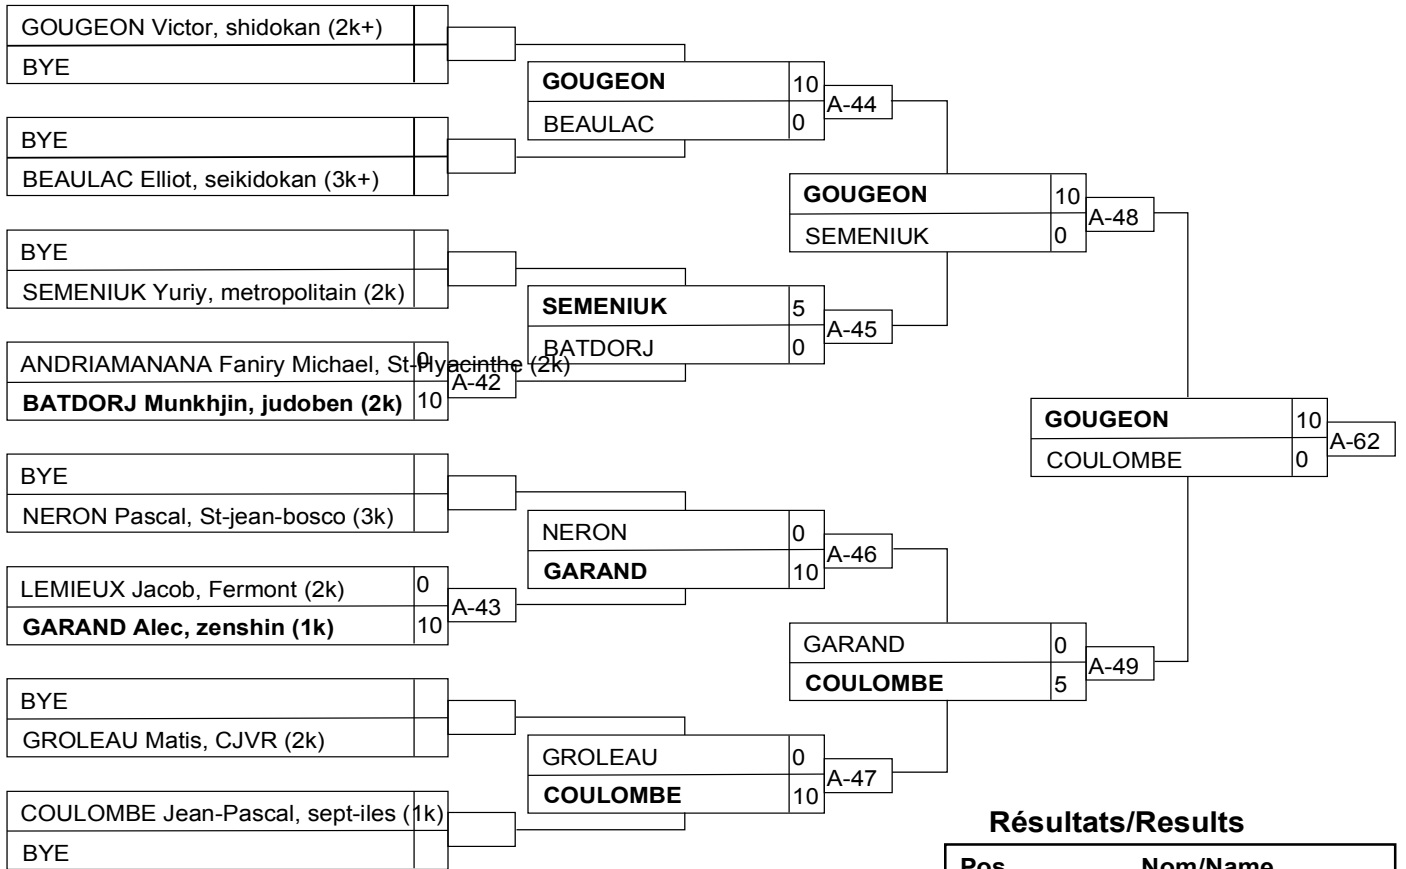 GOUGEON Victor, shidokan (2k+)
BYE
BYE
BEAULAC Elliot, seikidokan (3k+)
BYE
SEMENIUK Yuriy, metropolitain (2k)
ANDRIAMANANA Faniry Michael, St-Hyacinthe (2k) 0
BATDORJ Munkhjin, judoben (2k) 10
A-42
BYE
NERON Pascal, St-jean-bosco (3k)
LEMIEUX Jacob, Fermont (2k) 0
GARAND Alec, zenshin (1k) 10
A-43
BYE
GROLEAU Matis, CJVR (2k)
COULOMBE Jean-Pascal, sept-iles (1k)
BYE
GOUGEON 10
BEAULAC 0
A-44
SEMENIUK 5
BATDORJ 0
A-45
NERON 0
GARAND 10
A-46
GROLEAU 0
COULOMBE 10
A-47
GOUGEON 10
SEMENIUK 0
A-48
GARAND 0
COULOMBE 5
A-49
GOUGEON 10
COULOMBE 0
A-62
Résultats/Results
Pos Nom/Name